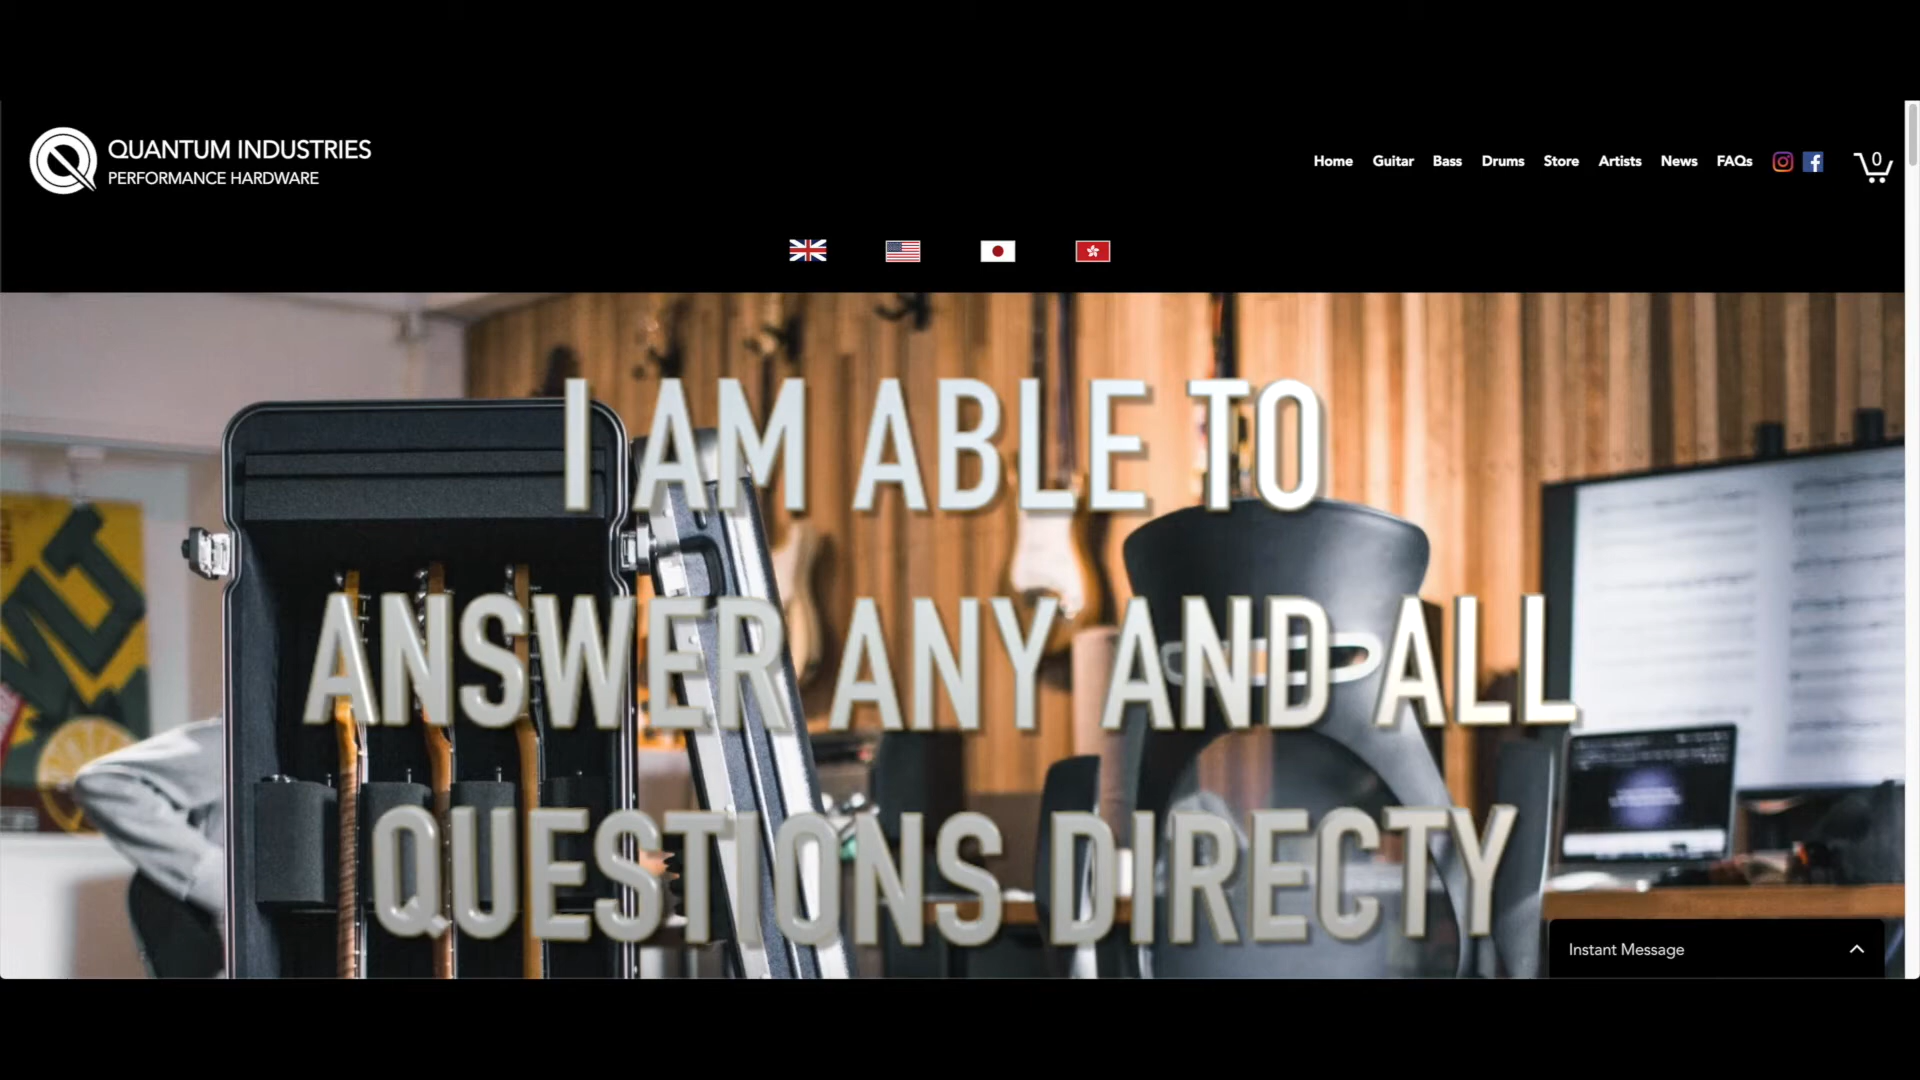 QUANTUM INDUSTRIES
PERFORMANCE HARDWARE
Home Guitar Bass Drums Store Artists News FAQs
0
I AM ABLE TO
ANSWER ANY AND ALL
QUESTIONS DIRECTY
Instant Message